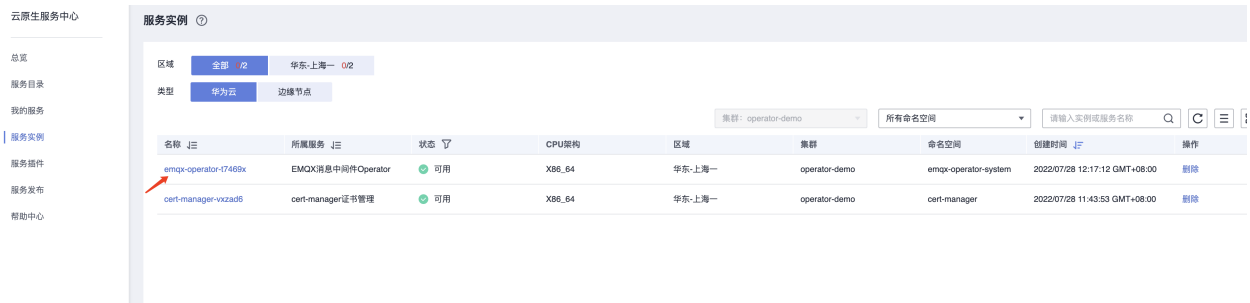 云原生服务中心
总览
服务目录
我的服务
服务实例
服务插件
服务发布
帮助中心
服务实例 ?
区域 全部 /2 华东-上海一 0/2
类型 华为云 边缘节点
集群：operator-demo 所有命名空间 请输入实例或服务名称
名称 所属服务 状态 CPU架构 区域 集群 命名空间 创建时间 操作
emqx-operator-t7469x EMQX消息中间件Operator 可用 X86_64 华东-上海一 operator-demo emqx-operator-system 2022/07/28 12:17:12 GMT+08:00 删除
cert-manager-vxzad6 cert-manager证书管理 可用 X86_64 华东-上海一 operator-demo cert-manager 2022/07/28 11:43:53 GMT+08:00 删除